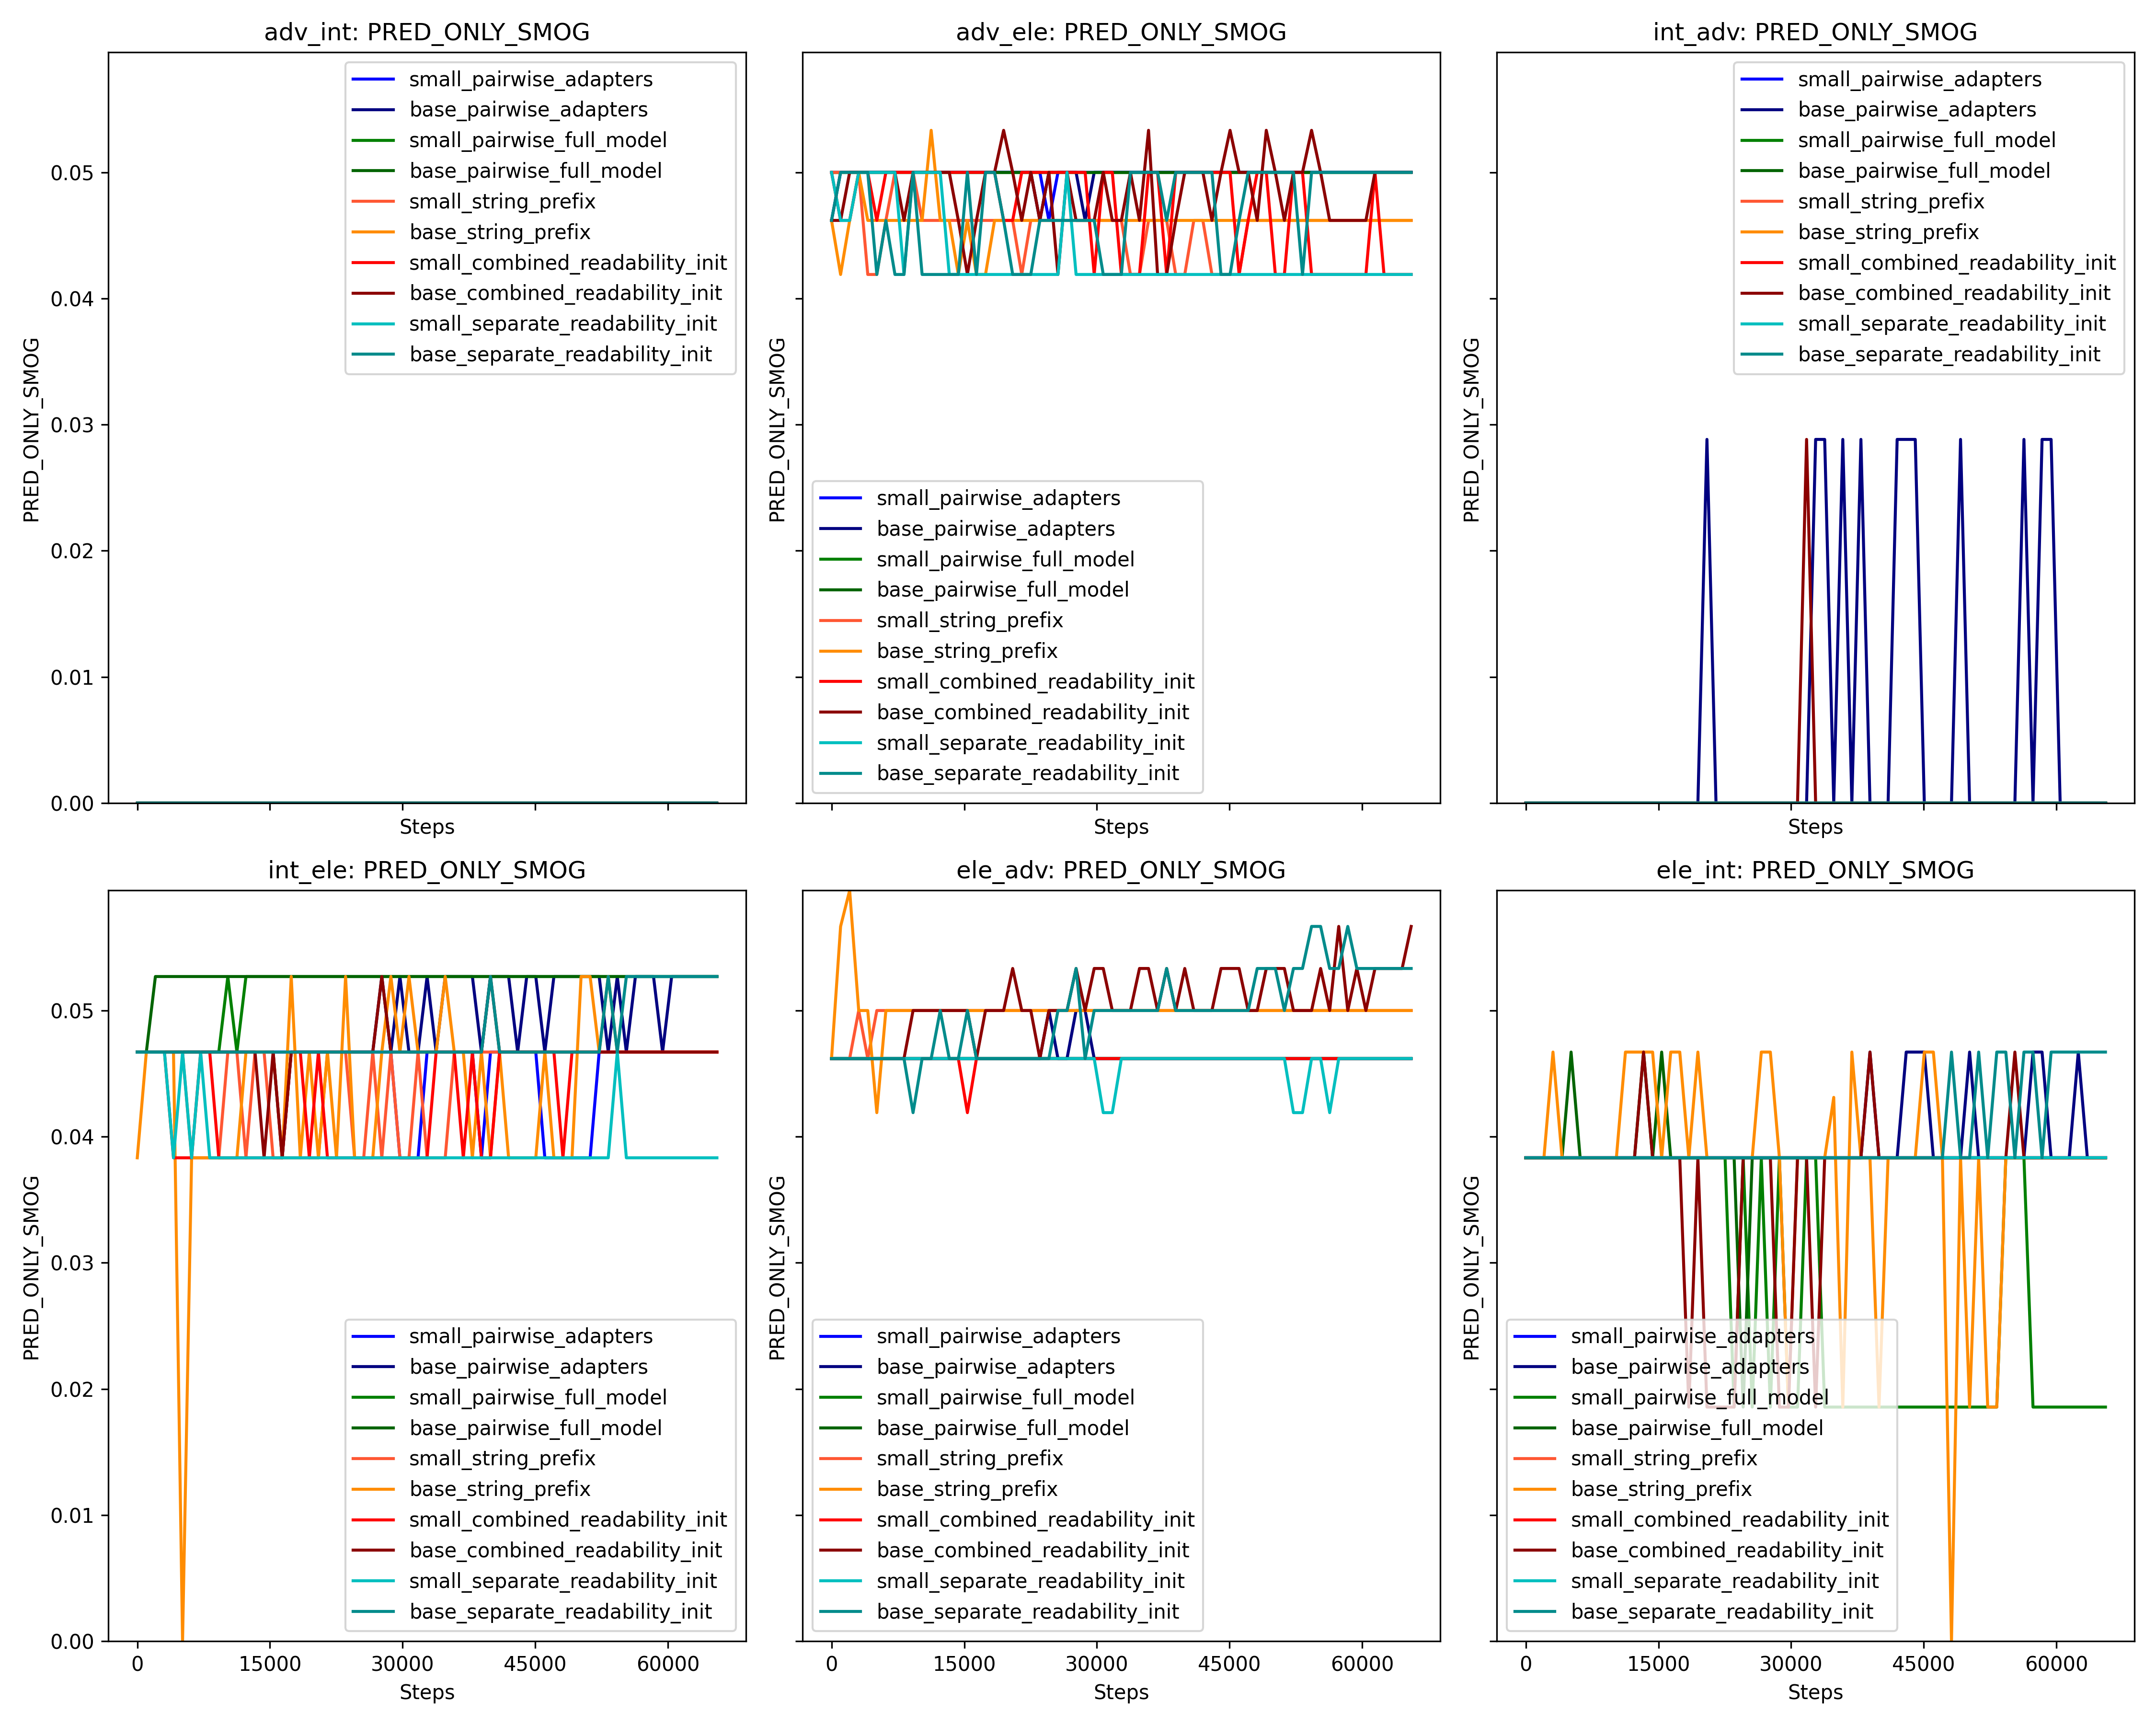 adv_int: PRED_ONLY_SMOG
PRED_ONLY_SMOG
0.05
0.04
0.03
0.02
0.01
0.00
small_pairwise_adapters
base_pairwise_adapters
small_pairwise_full_model
base_pairwise_full_model
small_string_prefix
base_string_prefix
small_combined_readability_init
base_combined_readability_init
small_separate_readability_init
base_separate_readability_init
Steps
adv_ele: PRED_ONLY_SMOG
PRED_ONLY_SMOG
small_pairwise_adapters
base_pairwise_adapters
small_pairwise_full_model
base_pairwise_full_model
small_string_prefix
base_string_prefix
small_combined_readability_init
base_combined_readability_init
small_separate_readability_init
base_separate_readability_init
Steps
int_adv: PRED_ONLY_SMOG
PRED_ONLY_SMOG
small_pairwise_adapters
base_pairwise_adapters
small_pairwise_full_model
base_pairwise_full_model
small_string_prefix
base_string_prefix
small_combined_readability_init
base_combined_readability_init
small_separate_readability_init
base_separate_readability_init
Steps
int_ele: PRED_ONLY_SMOG
PRED_ONLY_SMOG
0.05
0.04
0.03
0.02
0.01
0.00
small_pairwise_adapters
base_pairwise_adapters
small_pairwise_full_model
base_pairwise_full_model
small_string_prefix
base_string_prefix
small_combined_readability_init
base_combined_readability_init
small_separate_readability_init
base_separate_readability_init
0 15000 30000 45000 60000
Steps
ele_adv: PRED_ONLY_SMOG
PRED_ONLY_SMOG
small_pairwise_adapters
base_pairwise_adapters
small_pairwise_full_model
base_pairwise_full_model
small_string_prefix
base_string_prefix
small_combined_readability_init
base_combined_readability_init
small_separate_readability_init
base_separate_readability_init
0 15000 30000 45000 60000
Steps
ele_int: PRED_ONLY_SMOG
PRED_ONLY_SMOG
small_pairwise_adapters
base_pairwise_adapters
small_pairwise_full_model
base_pairwise_full_model
small_string_prefix
base_string_prefix
small_combined_readability_init
base_combined_readability_init
small_separate_readability_init
base_separate_readability_init
0 15000 30000 45000 60000
Steps